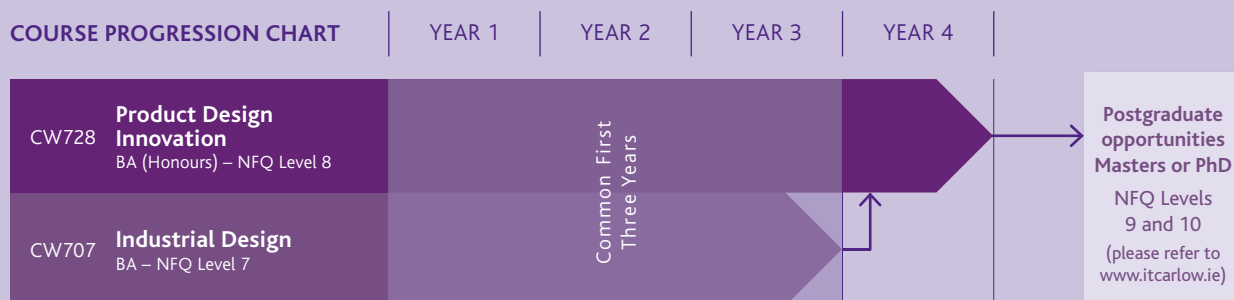 COURSE PROGRESSION CHART
YEAR 1
YEAR 2
YEAR 3
YEAR 4
CW728
Product Design
Innovation
BA (Honours) – NFQ Level 8
CW707
Industrial Design
BA – NFQ Level 7
Common First
Three Years
Postgraduate
opportunities
Masters or PhD
NFQ Levels
9 and 10
(please refer to
www.itcarlow.ie)